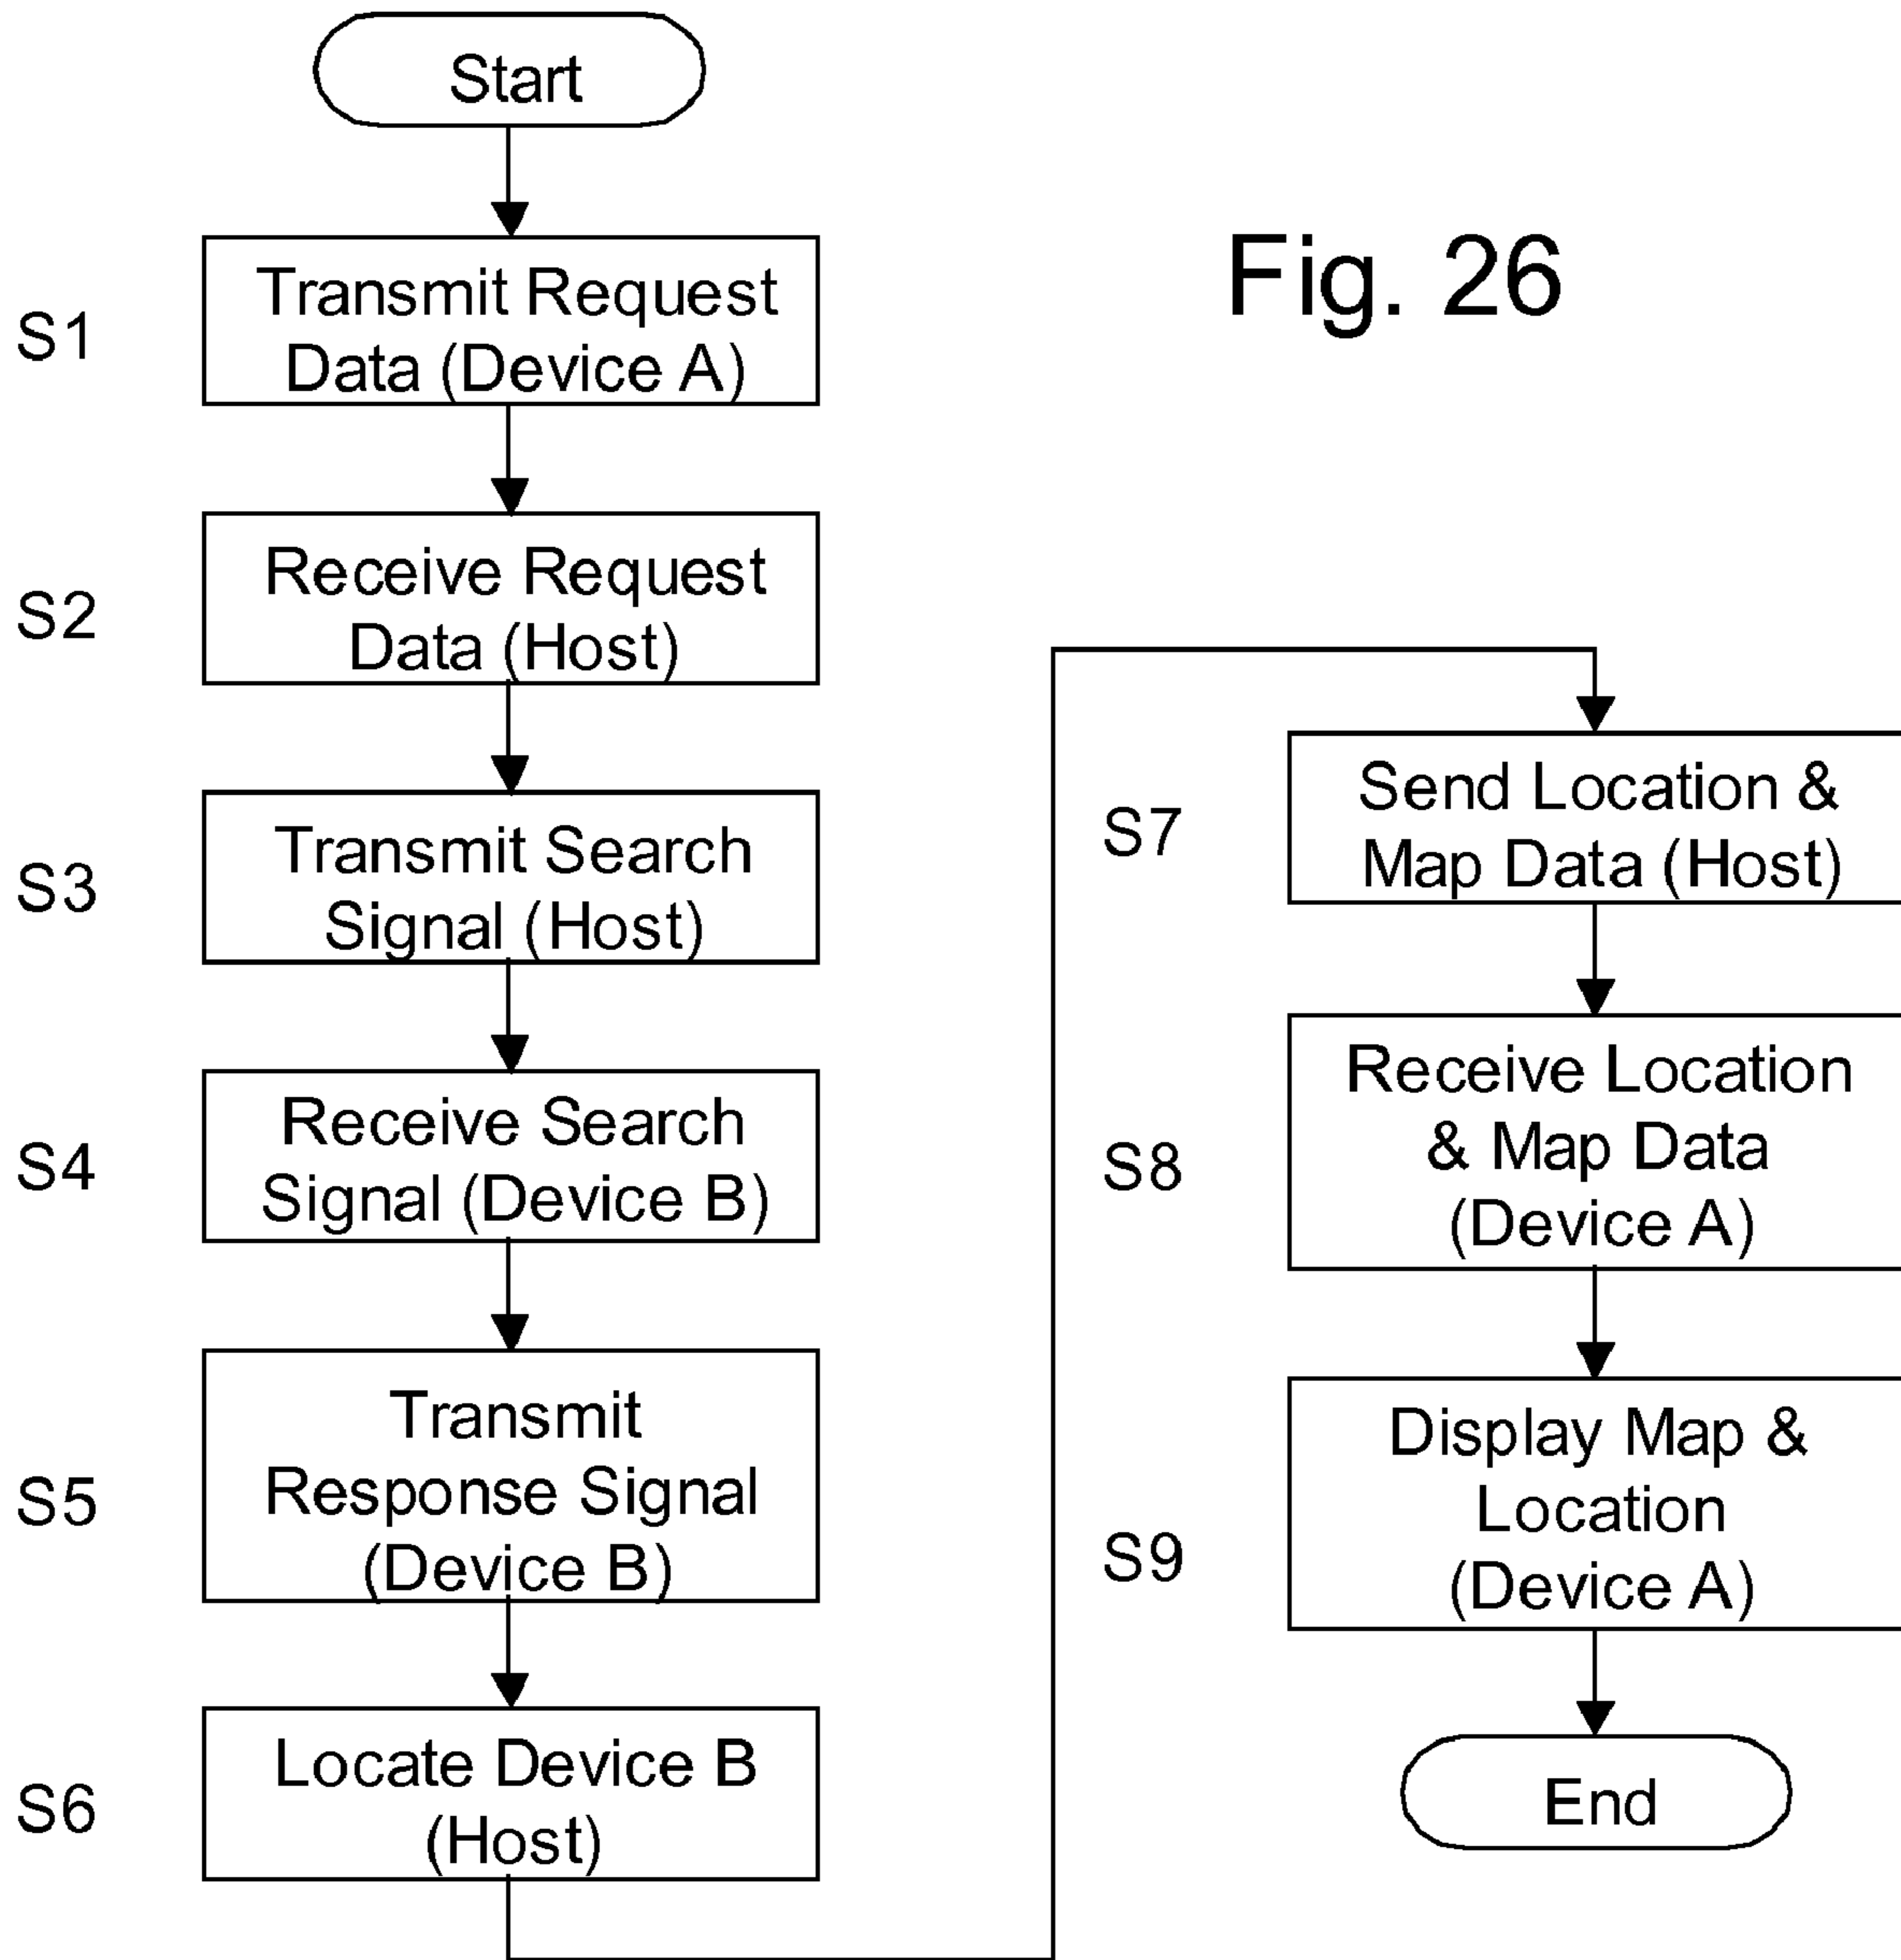 Start
Fig. 26
S1
Transmit Request
Data (Device A)
S2
Receive Request
Data (Host)
S3
Transmit Search
Signal (Host)
S4
Receive Search
Signal (Device B)
S5
Transmit
Response Signal
(Device B)
S6
Locate Device B
(Host)
S7
Send Location &
Map Data (Host)
S8
Receive Location
& Map Data
(Device A)
S9
Display Map &
Location
(Device A)
End